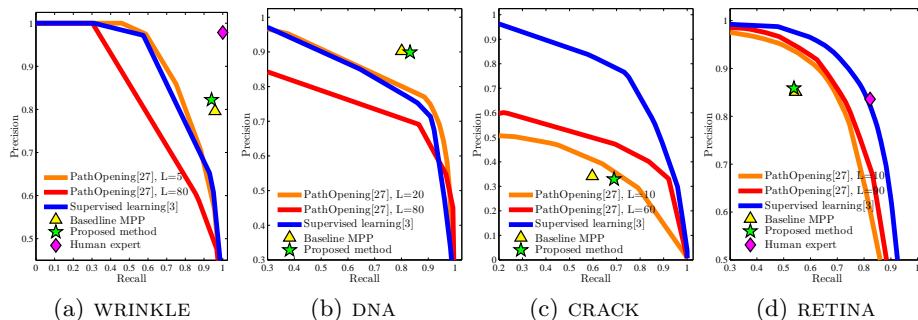 1
0.9
0.8
0.7
0.6
0.5
Precision
PathOpening[27], L=5
PathOpening[27], L=80
Supervised learning[3]
Basedline MPP
Proposed method
Human expert
0 0.1 0.2 0.3 0.4 0.5 0.6 0.7 0.8 0.9 1
Recall
(a) WRINKLE
1
0.9
0.8
0.7
0.6
0.5
0.4
0.3
Precision
PathOpening[27], L=20
PathOpening[27], L=80
Supervised learning[3]
Baseline MPP
Proposed method
0.3 0.4 0.5 0.6 0.7 0.8 0.9 1
Recall
(b) DNA
1
0.9
0.8
0.7
0.6
0.5
0.4
0.3
0.2
0.1
0
Precision
PathOpening[27], L=10
PathOpening[27], L=60
Supervised learning[3]
Baseline MPP
Proposed method
0.2 0.3 0.4 0.5 0.6 0.7 0.8 0.9 1
Recall
(c) CRACK
1
0.9
0.8
0.7
0.6
0.5
Precision
PathOpening[27], L=10
PathOpening[27], L=90
Supervised learning[3]
Baseline MPP
Proposed method
Human expert
0.3 0.4 0.5 0.6 0.7 0.8 0.9 1
Recall
(d) RETINA